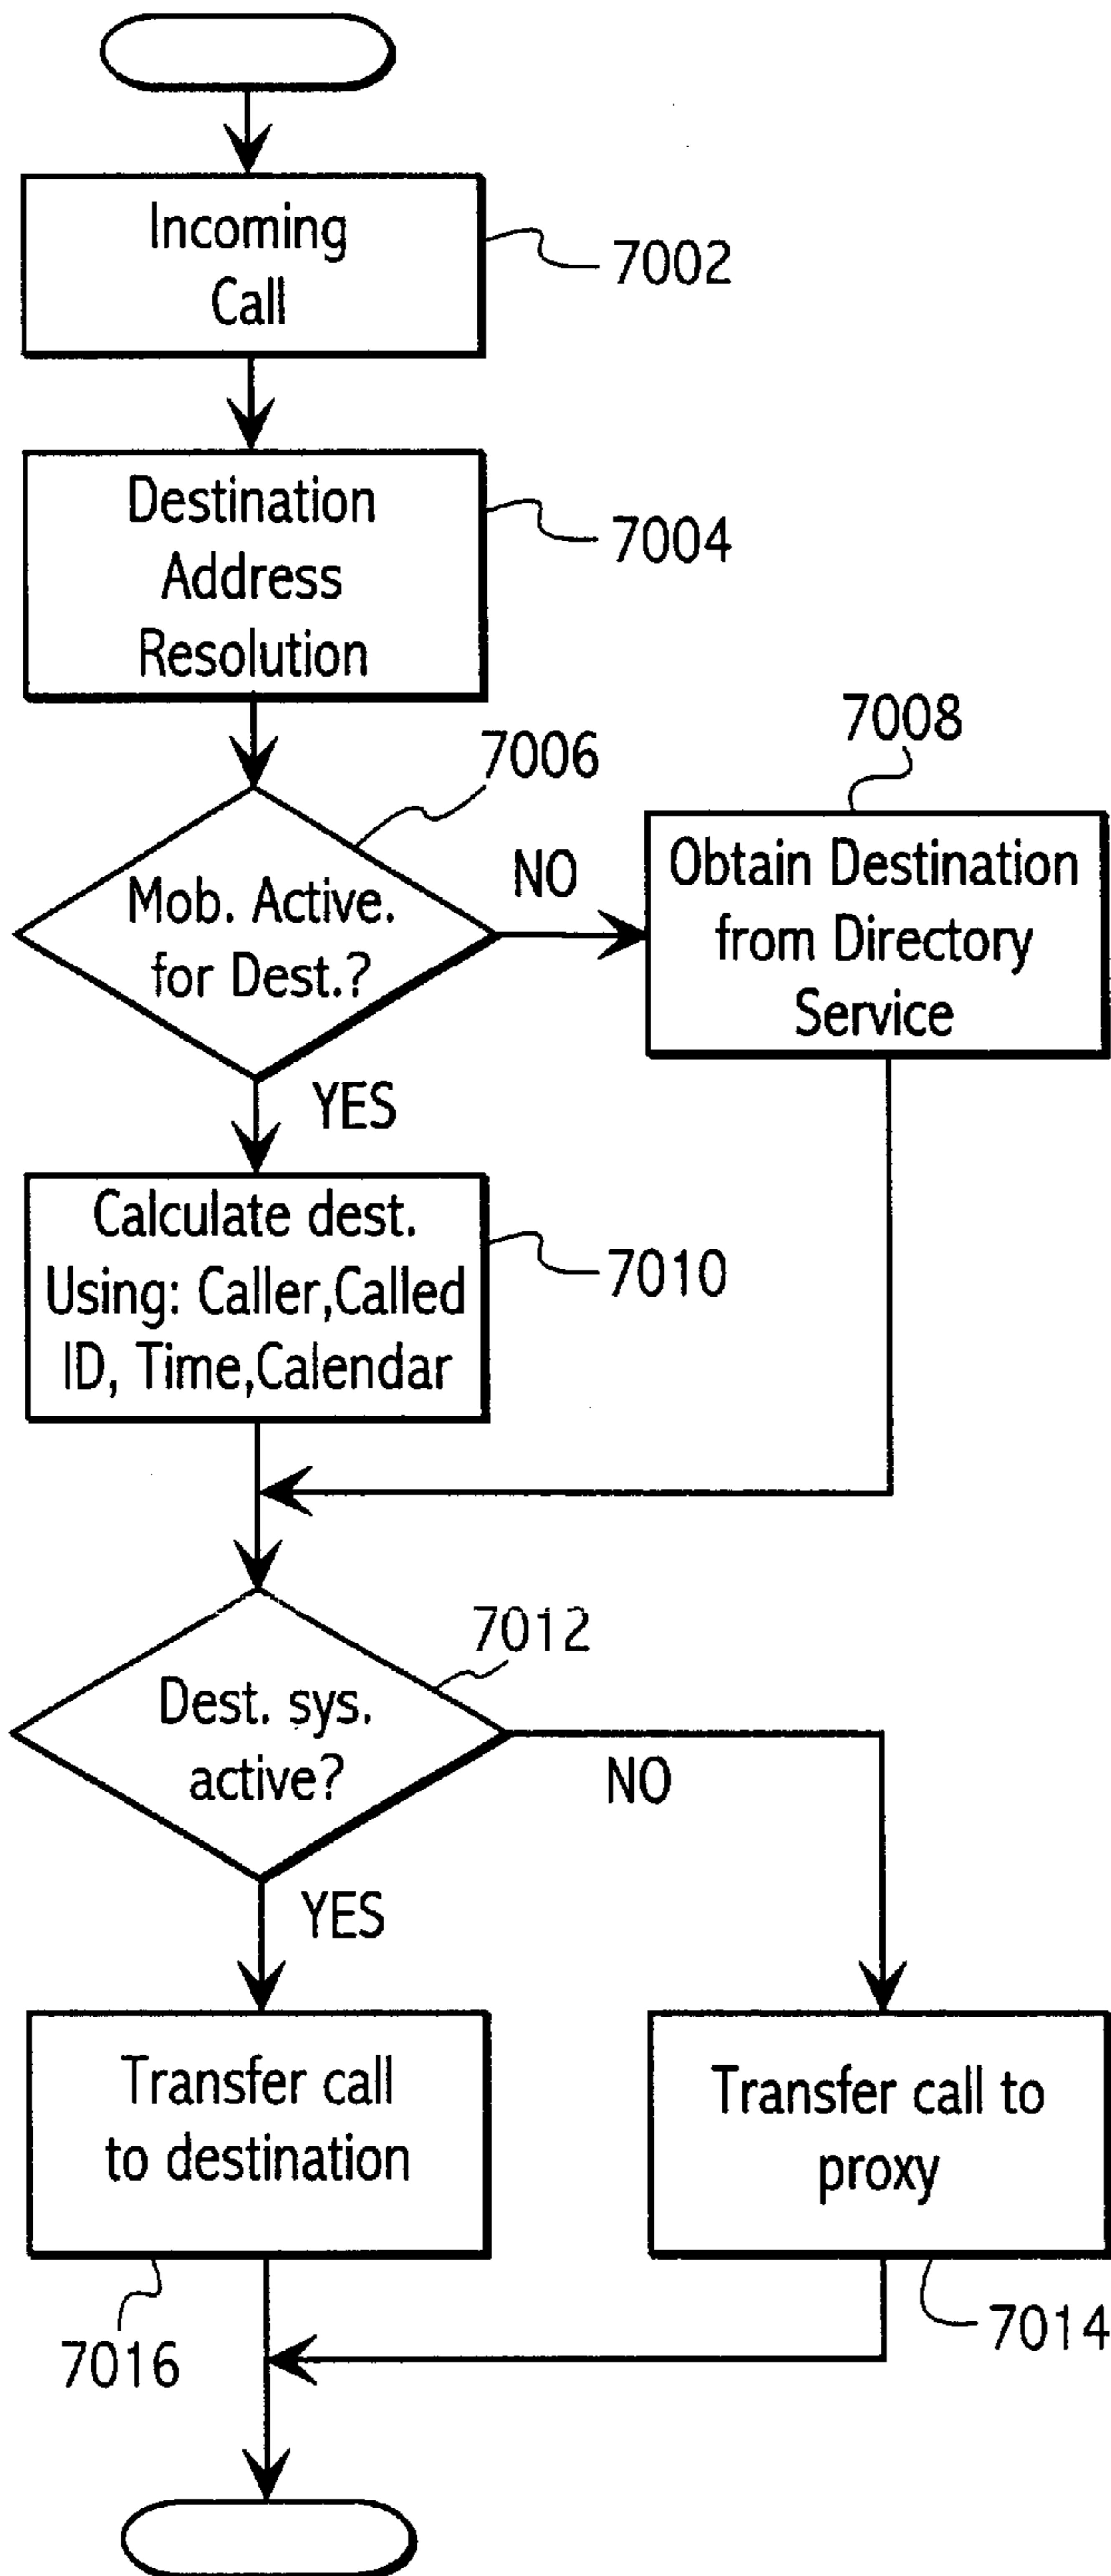 Incoming
Call
7002
Destination
Address
Resolution
7004
7006
Mob. Active.
for Dest.?
NO
YES
7008
Obtain Destination
from Directory
Service
Calculate dest.
Using: Caller,Called
ID, Time,Calendar
7010
7012
Dest. sys.
active?
NO
YES
Transfer call
to destination
7016
Transfer call to
proxy
7014